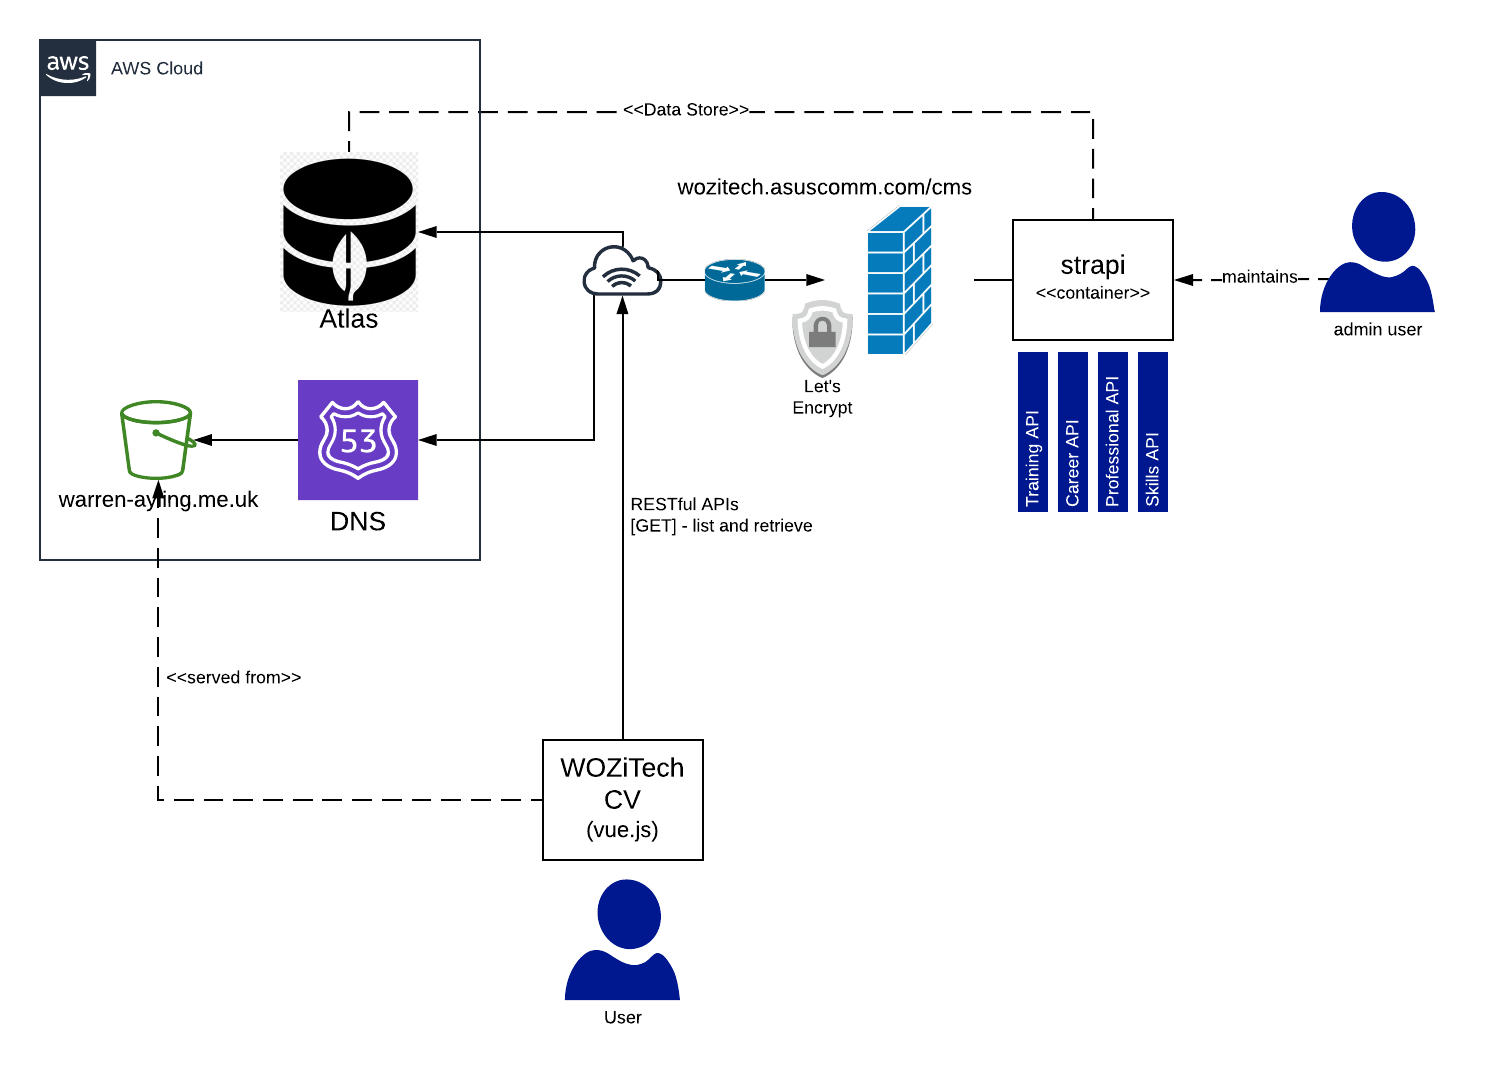 aws
AWS Cloud
<<Data Store>>
wozitech.asuscomm.com/cms
strapi
<<container>>
maintains
admin user
Atlas
Let's
Encrypt
Training API
Career API
Professional API
Skills API
53
DNS
warren-ayling.me.uk
RESTful APIs
[GET] - list and retrieve
<<served from>>
WOZiTech
CV
(vue.js)
User